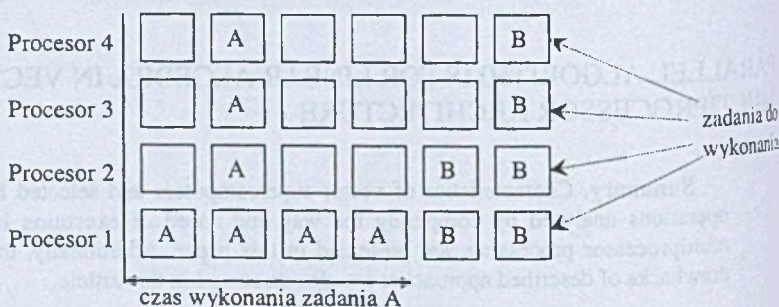 Procesor 4 A B
Procesor 3 A B
zadania do
wykonania
Procesor 2 A B B
Procesor 1 A A A A B B
czas wykonania zadania A